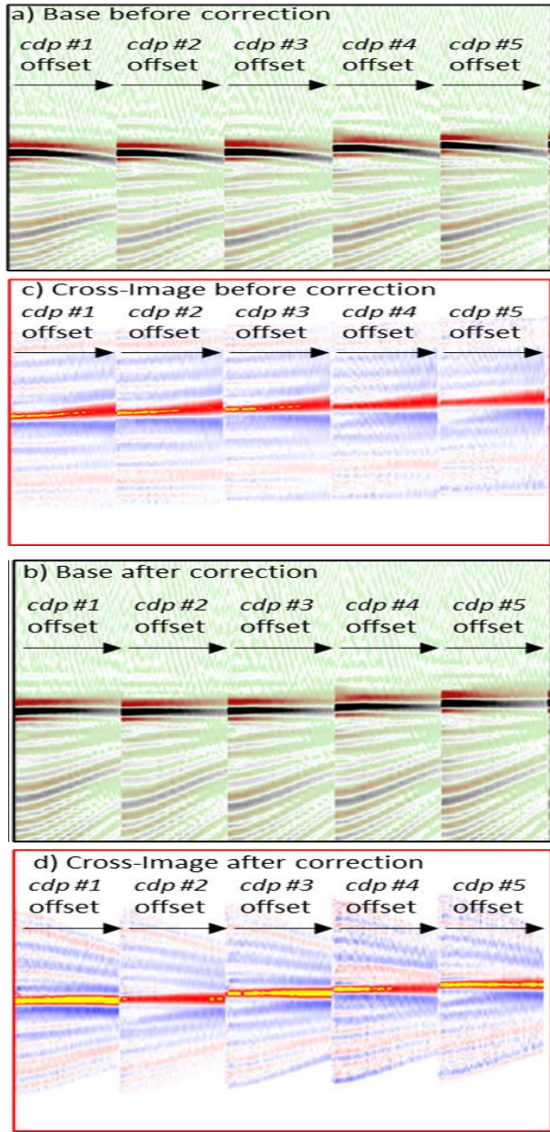 a) Base before correction
cdp #1 cdp #2 cdp #3 cdp #4 cdp #5
offset offset offset offset offset
c) Cross-Image before correction
cdp #1 cdp #2 cdp #3 cdp #4 cdp #5
offset offset offset offset offset
b) Base after correction
cdp #1 cdp #2 cdp #3 cdp #4 cdp #5
offset offset offset offset offset
d) Cross-Image after correction
cdp #1 cdp #2 cdp #3 cdp #4 cdp #5
offset offset offset offset offset